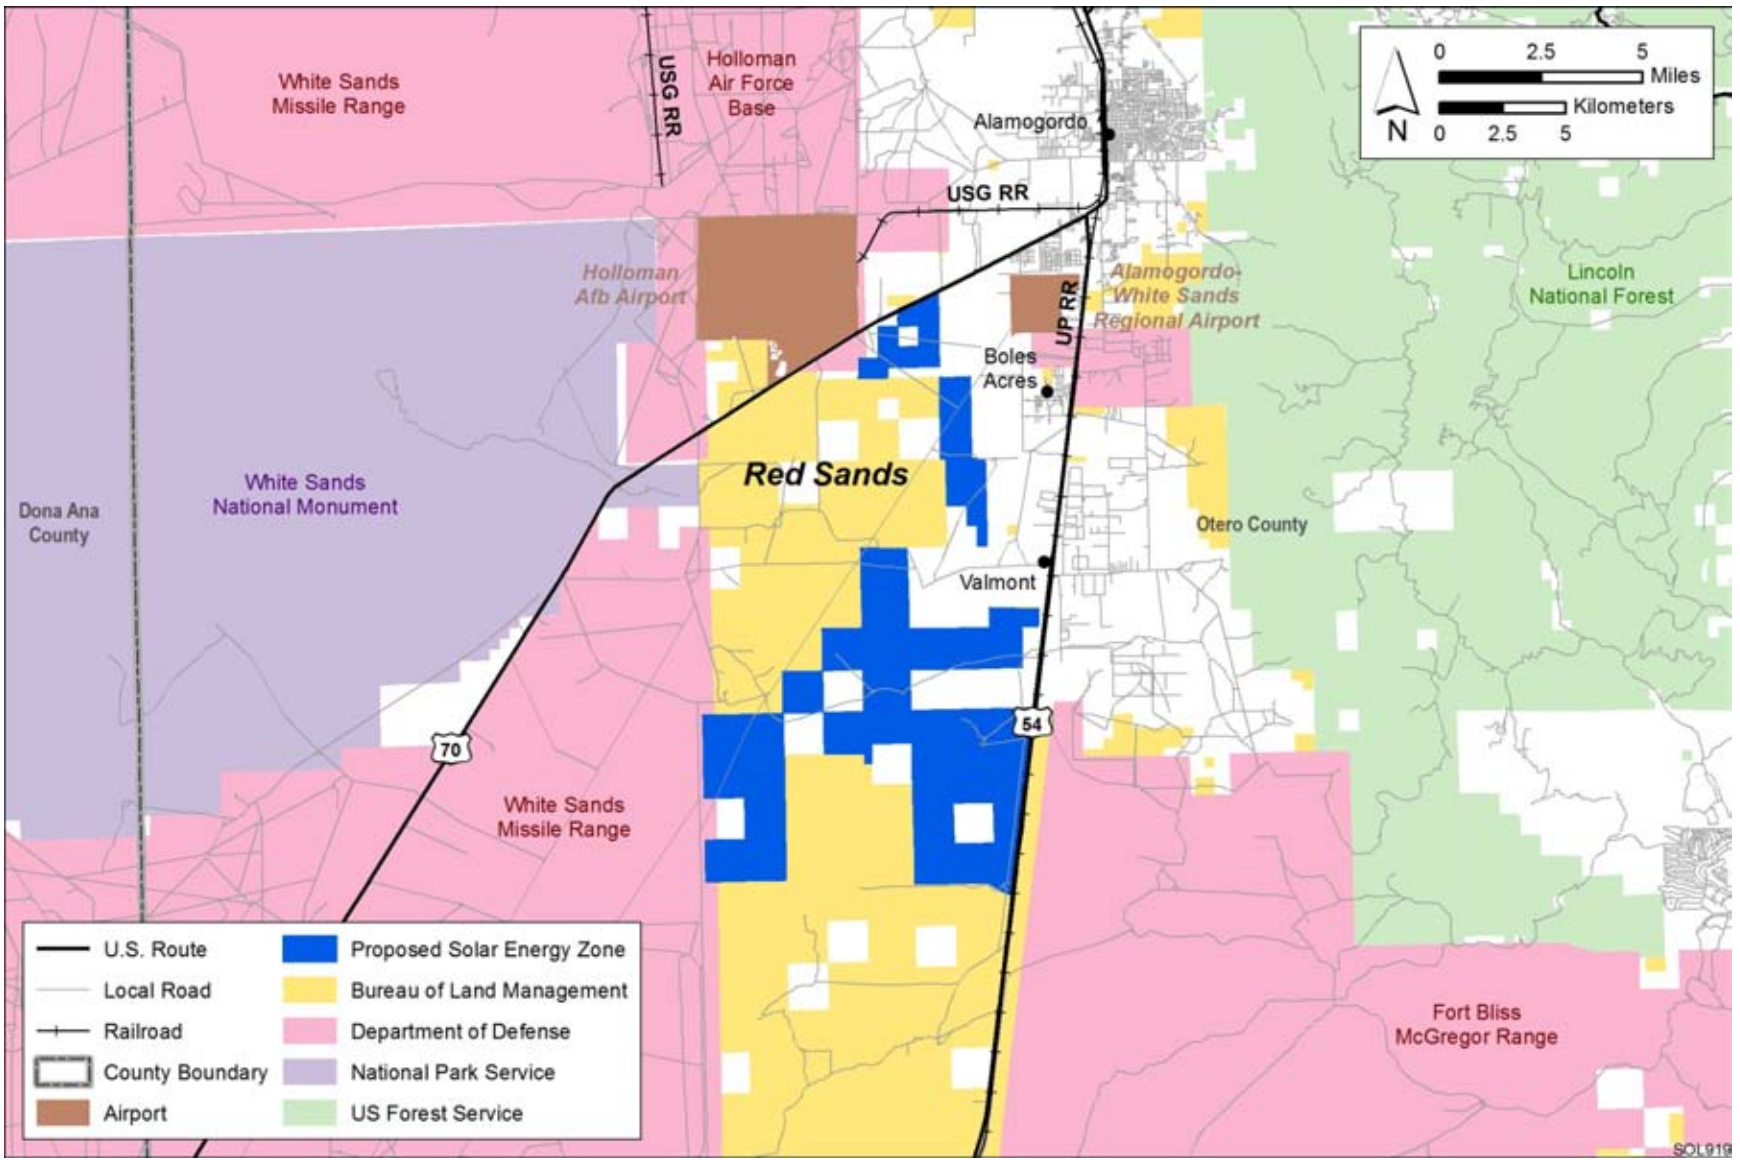 White Sands
Missile Range
USG RR
Holloman
Air Force
Base
Alamogordo
0 2.5 5
Miles
Kilometers
0 2.5 5
N
USG RR
Holloman
Afb Airport
UP RR
Alamogordo-
White Sands
Regional Airport
Lincoln
National Forest
Boles
Acres
Red Sands
White Sands
National Monument
Dona Ana
County
Otero County
Valmont
54
70
White Sands
Missile Range
U.S. Route
Local Road
Railroad
County Boundary
Airport
Proposed Solar Energy Zone
Bureau of Land Management
Department of Defense
National Park Service
US Forest Service
Fort Bliss
McGregor Range
SOL919